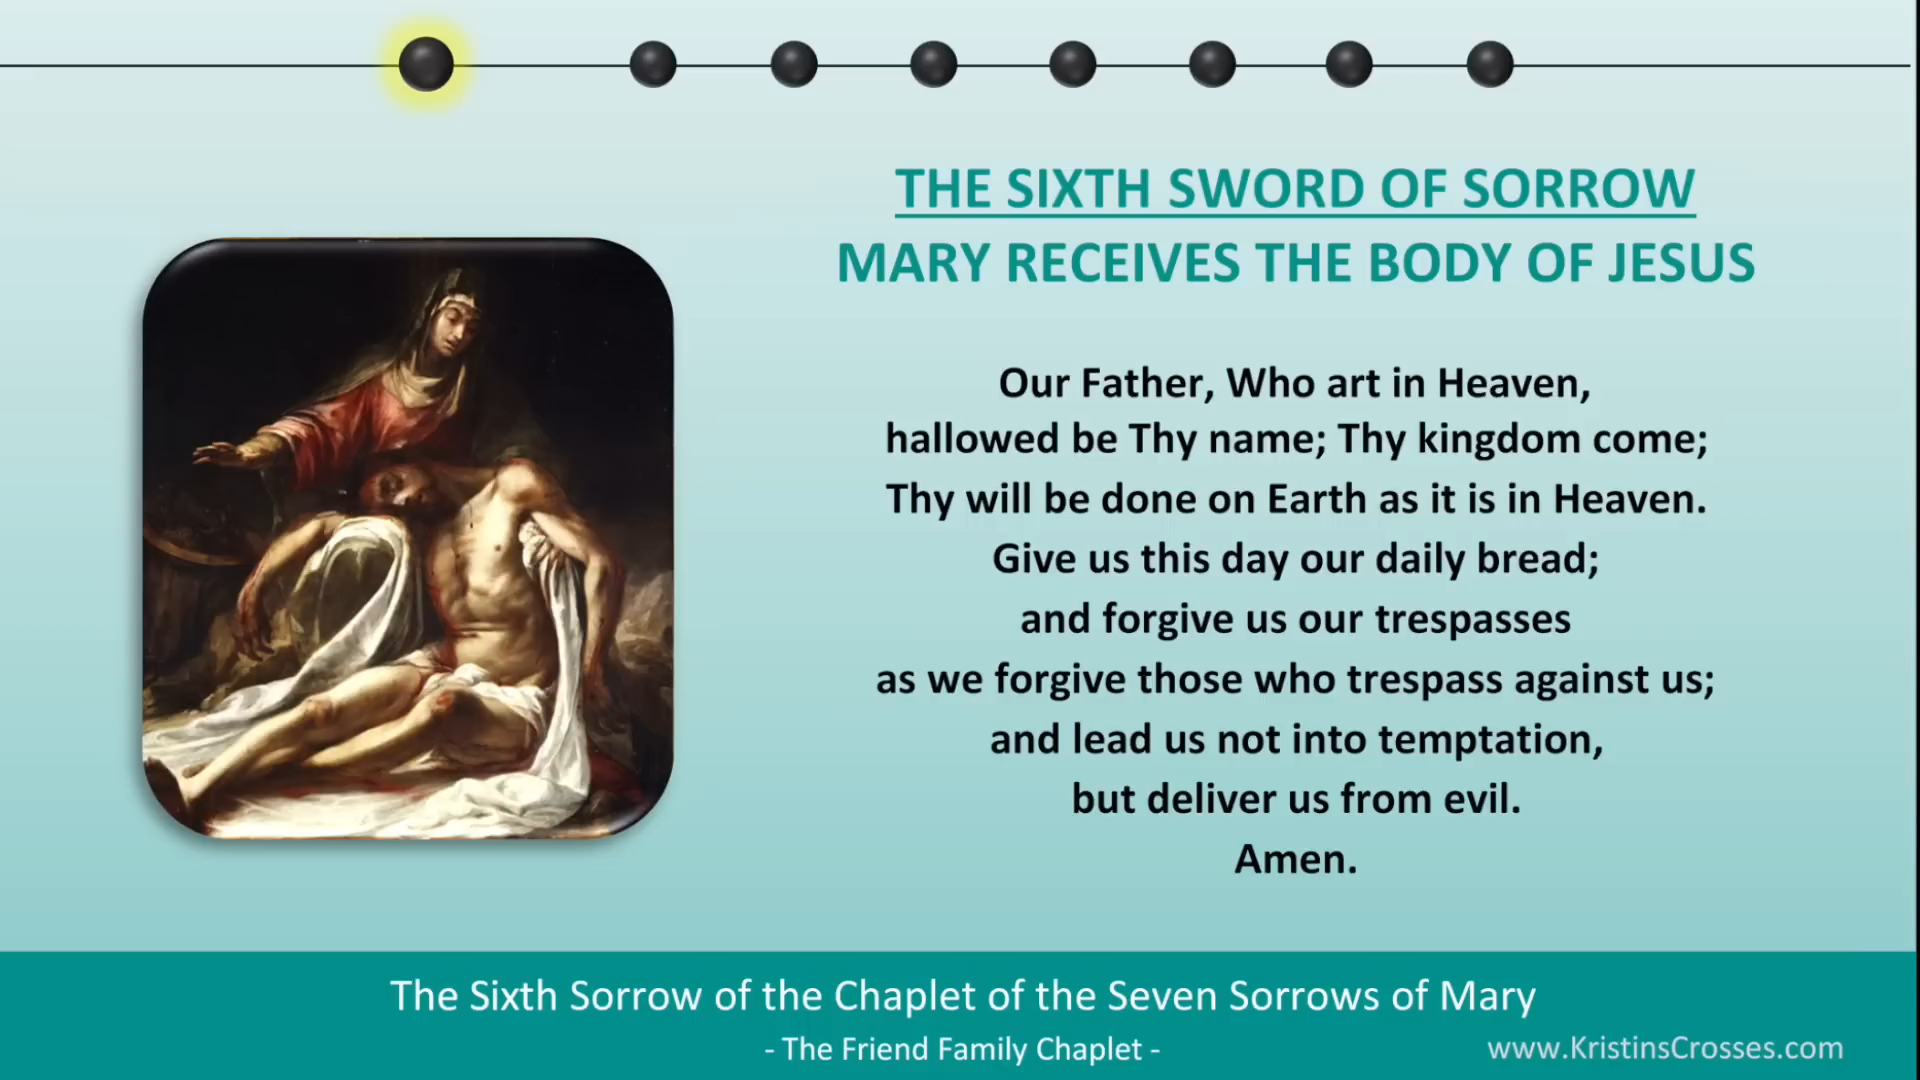 THE SIXTH SWORD OF SORROW
MARY RECEIVES THE BODY OF JESUS
Our Father, Who art in Heaven,
hallowed be Thy name; Thy kingdom come;
Thy will be done on Earth as it is in Heaven.
Give us this day our daily bread;
and forgive us our trespasses
as we forgive those who trespass against us;
and lead us not into temptation,
but deliver us from evil.
Amen.
The Sixth Sorrow of the Chaplet of the Seven Sorrows of Mary
- The Friend Family Chaplet -
www.KristinsCrosses.com